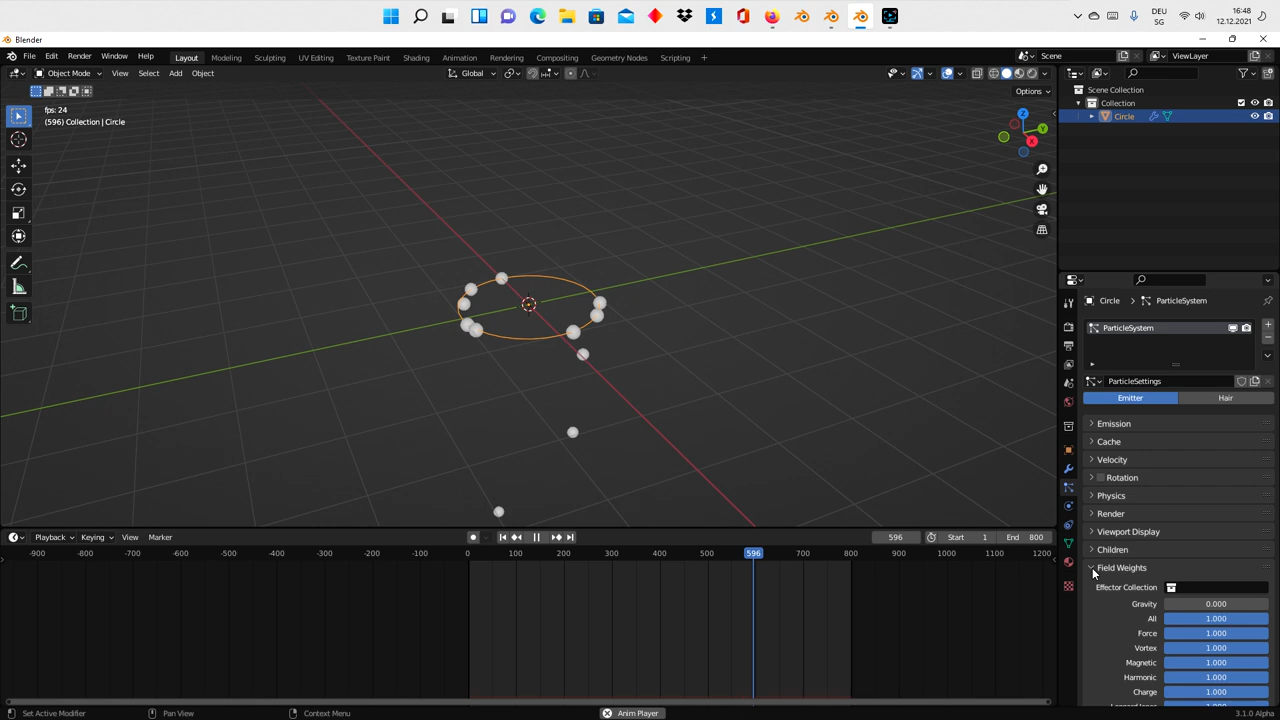 DEU
SG
16:48
12.12.2021
Blender
File Edit Render Window Help
Layout Modeling Sculpting UV Editing Texture Paint Shading Animation Rendering Compositing Geometry Nodes Scripting +
Scene
ViewLayer
Object Mode View Select Add Object
Global
Options
fps: 24
(596) Collection | Circle
Z
Y
X
Scene Collection
Collection
Circle
Circle ParticleSystem
ParticleSystem
ParticleSettings
Emitter Hair
Emission
Cache
Velocity
Rotation
Physics
Render
Viewport Display
Children
Field Weights
Effector Collection
Gravity 0.000
All 1.000
Force 1.000
Vortex 1.000
Magnetic 1.000
Harmonic 1.000
Charge 1.000
Playback Keying View Marker
596
Start 1
End 800
-900 -800 -700 -600 -500 -400 -300 -200 -100 0 100 200 300 400 500 596 700 800 900 1000 1100 1200
Set Active Modifier Pan View Context Menu Anim Player 3.1.0 Alpha